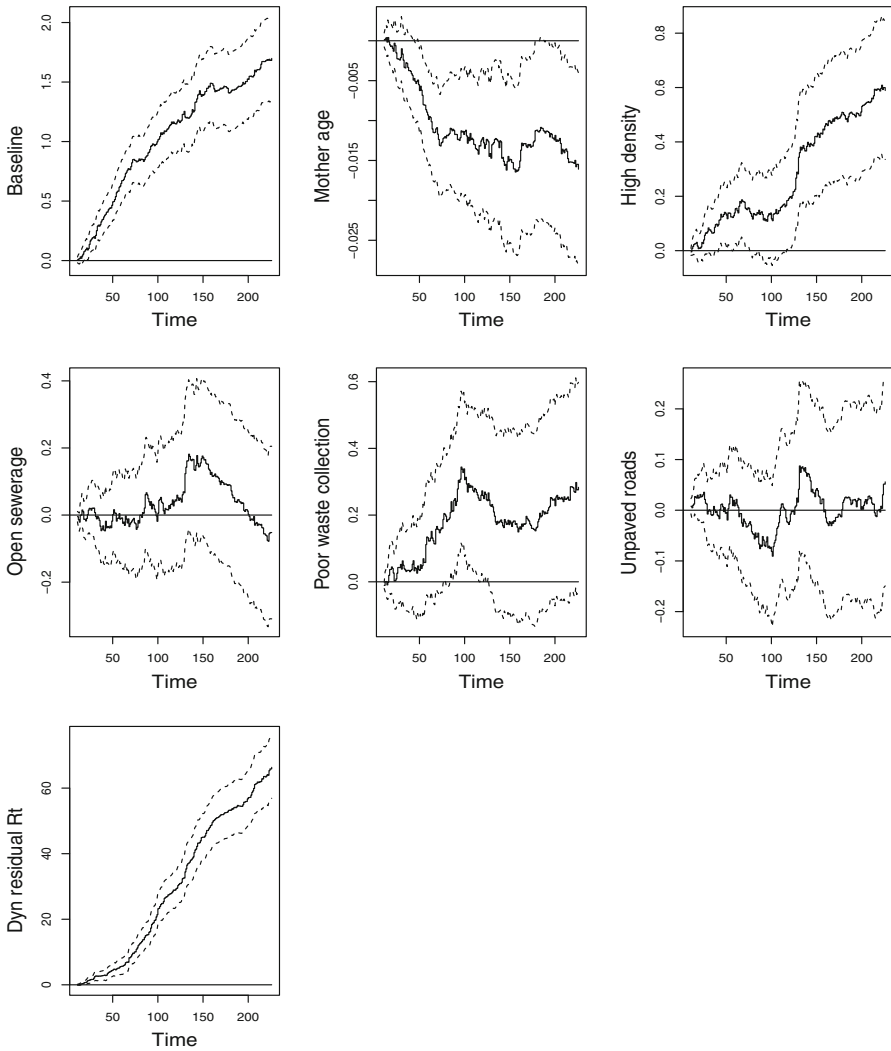 Baseline
0.0 0.5 1.0 1.5 2.0
50 100 150 200
Time
Mother age
−0.025 −0.015 −0.005
50 100 150 200
Time
High density
0.0 0.2 0.4 0.6 0.8
50 100 150 200
Time
Open sewerage
−0.2 0.0 0.2 0.4
50 100 150 200
Time
Poor waste collection
0.0 0.2 0.4 0.6
50 100 150 200
Time
Unpaved roads
−0.2 −0.1 0.0 0.1 0.2
50 100 150 200
Time
Dyn residual Rt
0 20 40 60
50 100 150 200
Time